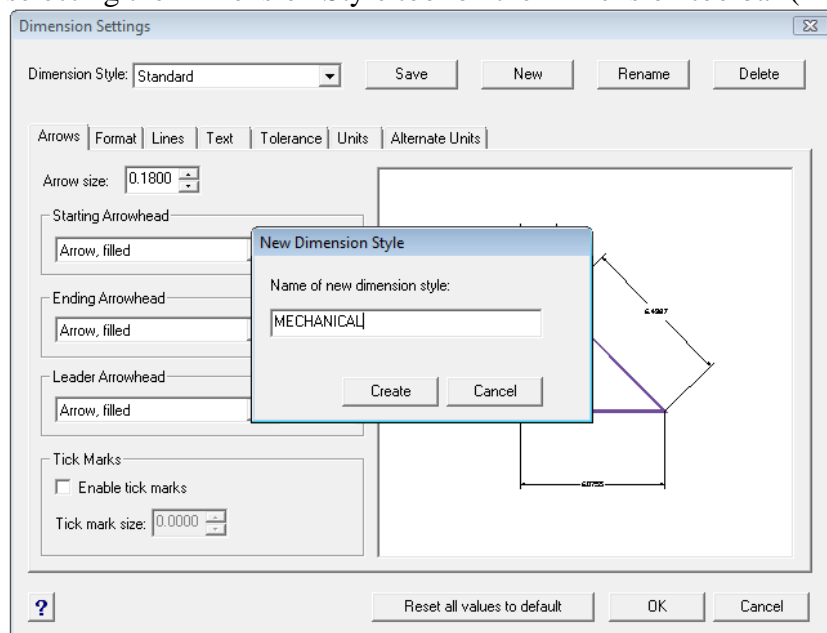 Dimension Settings
Dimension Style: Standard Save New Rename Delete
Arrows Format Lines Text Tolerance Units Alternate Units
Arrow size: 0.1800
Starting Arrowhead
Arrow, filled
New Dimension Style
Name of new dimension style:
MECHANICAL
Create Cancel
Ending Arrowhead
Arrow, filled
Leader Arrowhead
Arrow, filled
Tick Marks
Enable tick marks
Tick mark size: 0.0000
? Reset all values to default OK Cancel